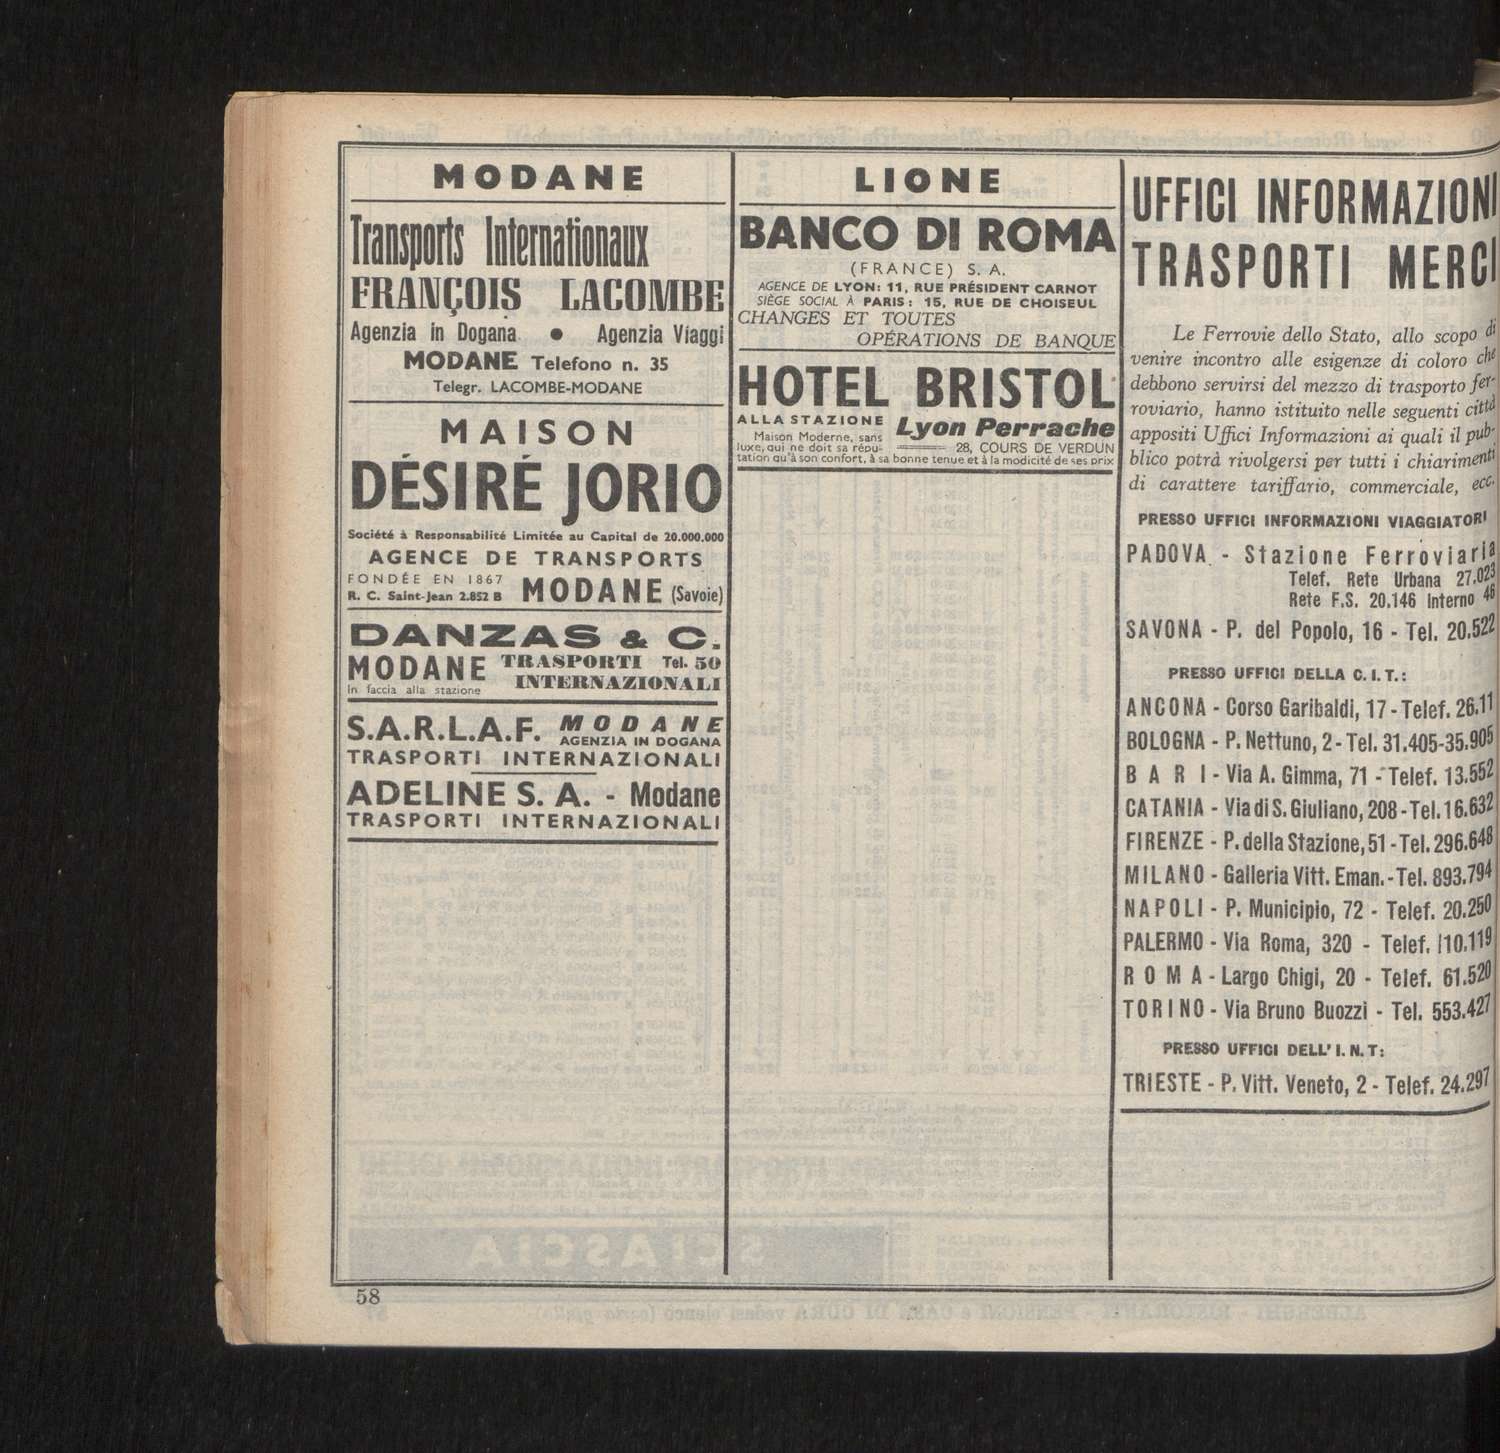 MODANE
Transports Internationaux
FRANÇOIS LACOMBE
Agenzia in Dogana • Agenzia Viaggi
MODANE Telefono n. 35
Telegr. LACOMBE-MODANE
MAISON
DÉSIRÉ JORIO
Société à Responsabilité Limitée au Capital de 20.000.000
AGENCE DE TRANSPORTS
FONDÉE EN 1867
R. C. Saint-Jean 2.852 B MODANE (Savoie)
DANZAS & C.
MODANE TRASPORTI Tel. 50
In faccia alla stazione INTERNAZIONALI
S.A.R.L.A.F. MODANE
AGENZIA IN DOGANA
TRASPORTI INTERNAZIONALI
ADELINE S. A. - Modane
TRASPORTI INTERNAZIONALI
LIONE
BANCO DI ROMA
(FRANCE) S. A.
AGENCE DE LYON: 11, RUE PRÉSIDENT CARNOT
SIÈGE SOCIAL À PARIS: 15, RUE DE CHOISEUL
CHANGES ET TOUTES
OPÉRATIONS DE BANQUE
HOTEL BRISTOL
ALLA STAZIONE Lyon Perrache
Maison Moderne, sans
luxe, qui ne doit sa répu- 28, COURS DE VERDUN
tation qu'à son confort, à sa bonne tenue et à la modicité de ses prix
UFFICI INFORMAZIONI
TRASPORTI MERCI
Le Ferrovie dello Stato, allo scopo di
venire incontro alle esigenze di coloro che
debbono servirsi del mezzo di trasporto fer-
roviario, hanno istituito nelle seguenti città
appositi Uffici Informazioni ai quali il pub-
blico potrà rivolgersi per tutti i chiarimenti
di carattere tariffario, commerciale, ecc.
PRESSO UFFICI INFORMAZIONI VIAGGIATORI
PADOVA - Stazione Ferroviaria
Telef. Rete Urbana 27.023
Rete F.S. 20.146 Interno 46
SAVONA - P. del Popolo, 16 - Tel. 20.522
PRESSO UFFICI DELLA C. I. T.:
ANCONA - Corso Garibaldi, 17 - Telef. 26.11
BOLOGNA - P. Nettuno, 2 - Tel. 31.405-35.905
BARI - Via A. Gimma, 71 - Telef. 13.552
CATANIA - Via di S. Giuliano, 208 - Tel. 16.632
FIRENZE - P. della Stazione, 51 - Tel. 296.648
MILANO - Galleria Vitt. Eman. - Tel. 893.794
NAPOLI - P. Municipio, 72 - Telef. 20.250
PALERMO - Via Roma, 320 - Telef. 10.119
ROMA - Largo Chigi, 20 - Telef. 61.520
TORINO - Via Bruno Buozzi - Tel. 553.427
PRESSO UFFICI DELL' I. N. T:
TRIESTE - P. Vitt. Veneto, 2 - Telef. 24.297
58